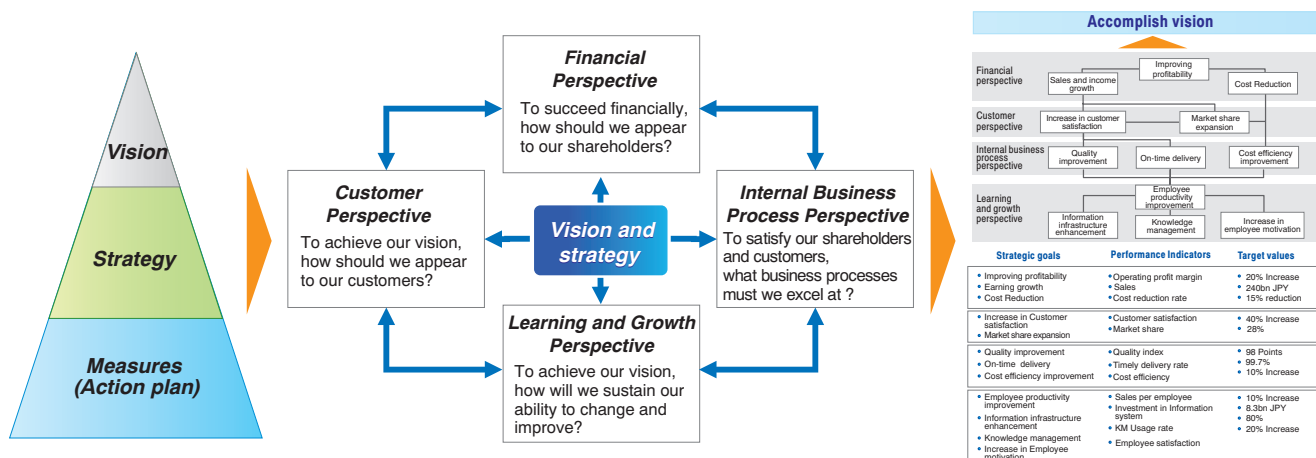 Vision
Strategy
Measures
(Action plan)
Financial
Perspective
To succeed financially,
how should we appear
to our shareholders?
Customer
Perspective
To achieve our vision,
how should we appear
to our customers?
Vision and
strategy
Internal Business
Process Perspective
To satisfy our shareholders
and customers,
what business processes
must we excel at ?
Learning and Growth
Perspective
To achieve our vision,
how will we sustain our
ability to change and
improve?
Accomplish vision
Financial
perspective
Improving
profitability
Sales and income
growth
Cost Reduction
Customer
perspective
Increase in customer
satisfaction
Market share
expansion
Internal business
process
perspective
Quality
improvement
On-time delivery
Cost efficiency
improvement
Learning
and growth
perspective
Employee
productivity
improvement
Information
infrastructure
enhancement
Knowledge
management
Increase in
employee motivation
Strategic goals Performance Indicators Target values
• Improving profitability • Operating profit margin • 20% Increase
• Earning growth • Sales • 240bn JPY
• Cost Reduction • Cost reduction rate • 15% reduction
• Increase in Customer
satisfaction
• Market share expansion
• Customer satisfaction
• Market share
• 40% Increase
• 28%
• Quality improvement • Quality index • 98 Points
• On-time delivery • Timely delivery rate • 99.7%
• Cost efficiency improvement • Cost efficiency • 10% Increase
• Employee productivity
improvement
• Information infrastructure
enhancement
• Knowledge management
• Increase in Employee
motivation
• Sales per employee
• Investment in Information
system
• KM Usage rate
• Employee satisfaction
• 10% Increase
• 8.3bn JPY
• 80%
• 20% Increase